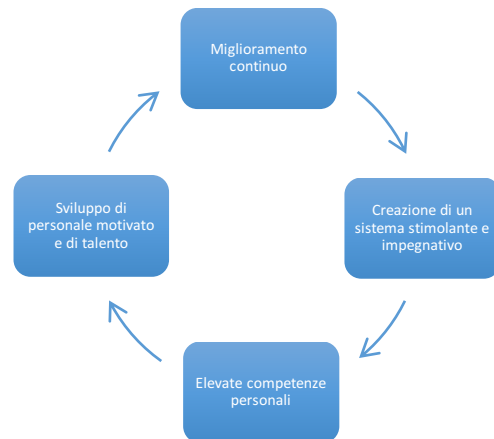 Miglioramento
continuo
Creazione di un
sistema stimolante e
impegnativo
Elevate competenze
personali
Sviluppo di
personale motivato
e di talento